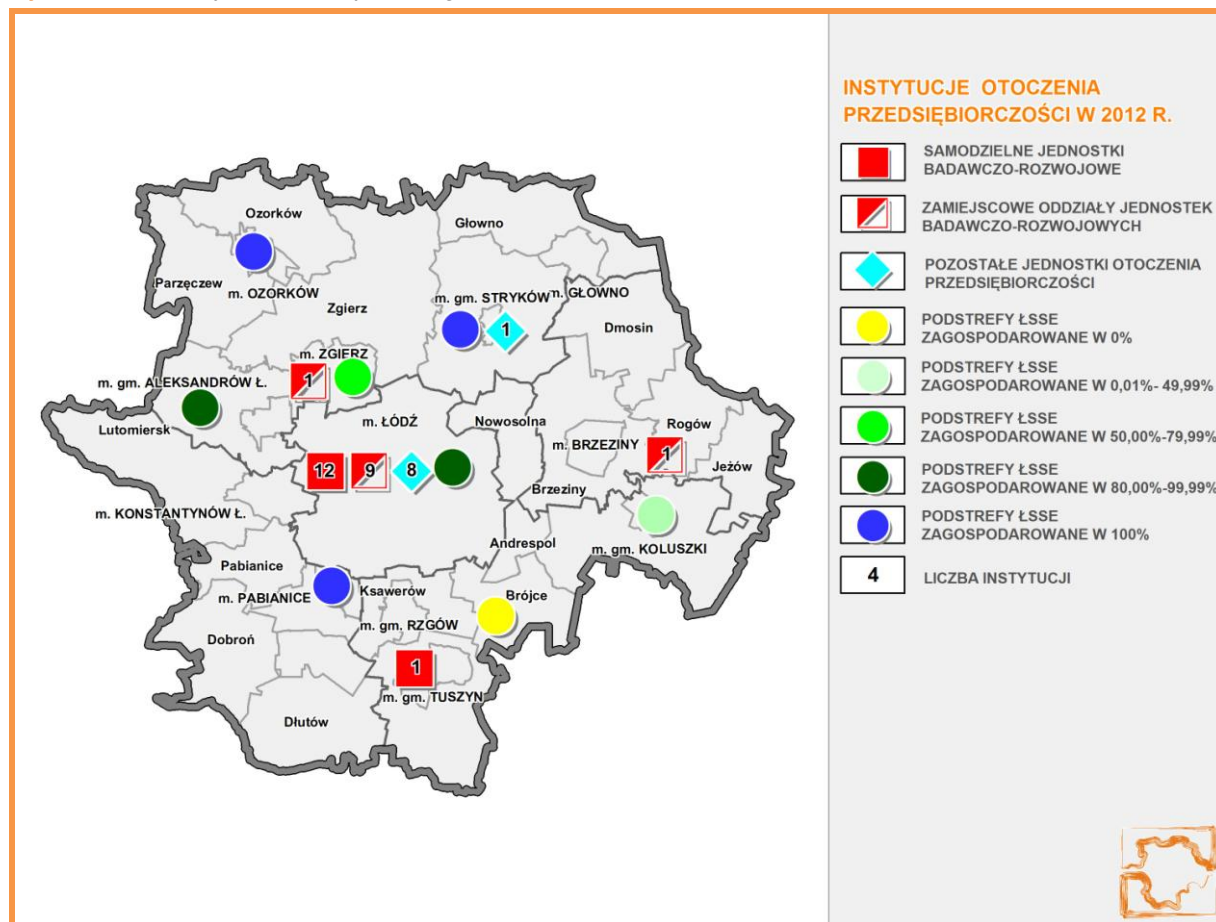 INSTYTUCJE OTOCZENIA
PRZEDSIĘBIORCZOŚCI W 2012 R.
SAMODZIELNE JEDNOSTKI
BADAWCZO-ROZWOJOWE
ZAMIEJSCOWE ODDZIAŁY JEDNOSTEK
BADAWCZO-ROZWOJOWYCH
POZOSTAŁE JEDNOSTKI OTOCZENIA
PRZEDSIĘBIORCZOŚCI
PODSTREFY ŁSSE
ZAGOSPODAROWANE W 0%
PODSTREFY ŁSSE
ZAGOSPODAROWANE W 0,01%- 49,99%
PODSTREFY ŁSSE
ZAGOSPODAROWANE W 50,00%-79,99%
PODSTREFY ŁSSE
ZAGOSPODAROWANE W 80,00%-99,99%
PODSTREFY ŁSSE
ZAGOSPODAROWANE W 100%
4
LICZBA INSTYTUCJI
Ozorków
Głowno
Parzęczew
m. OZORKÓW
Zgierz
m. gm. STRYKÓW
m. GŁOWNO
1
Dmosin
m. ZGIERZ
1
m. gm. ALEKSANDRÓW Ł.
Lutomiersk
m. ŁÓDŹ
Nowosolna
Rogów
m. BRZEZINY
1
Jeżów
12
9
8
Brzeziny
m. KONSTANTYNÓW Ł.
Andrespol
m. gm. KOLUSZKI
Pabianice
m. PABIANICE
Ksawerów
Brójce
m. gm. RZGÓW
Dobroń
1
m. gm. TUSZYN
Dłutów